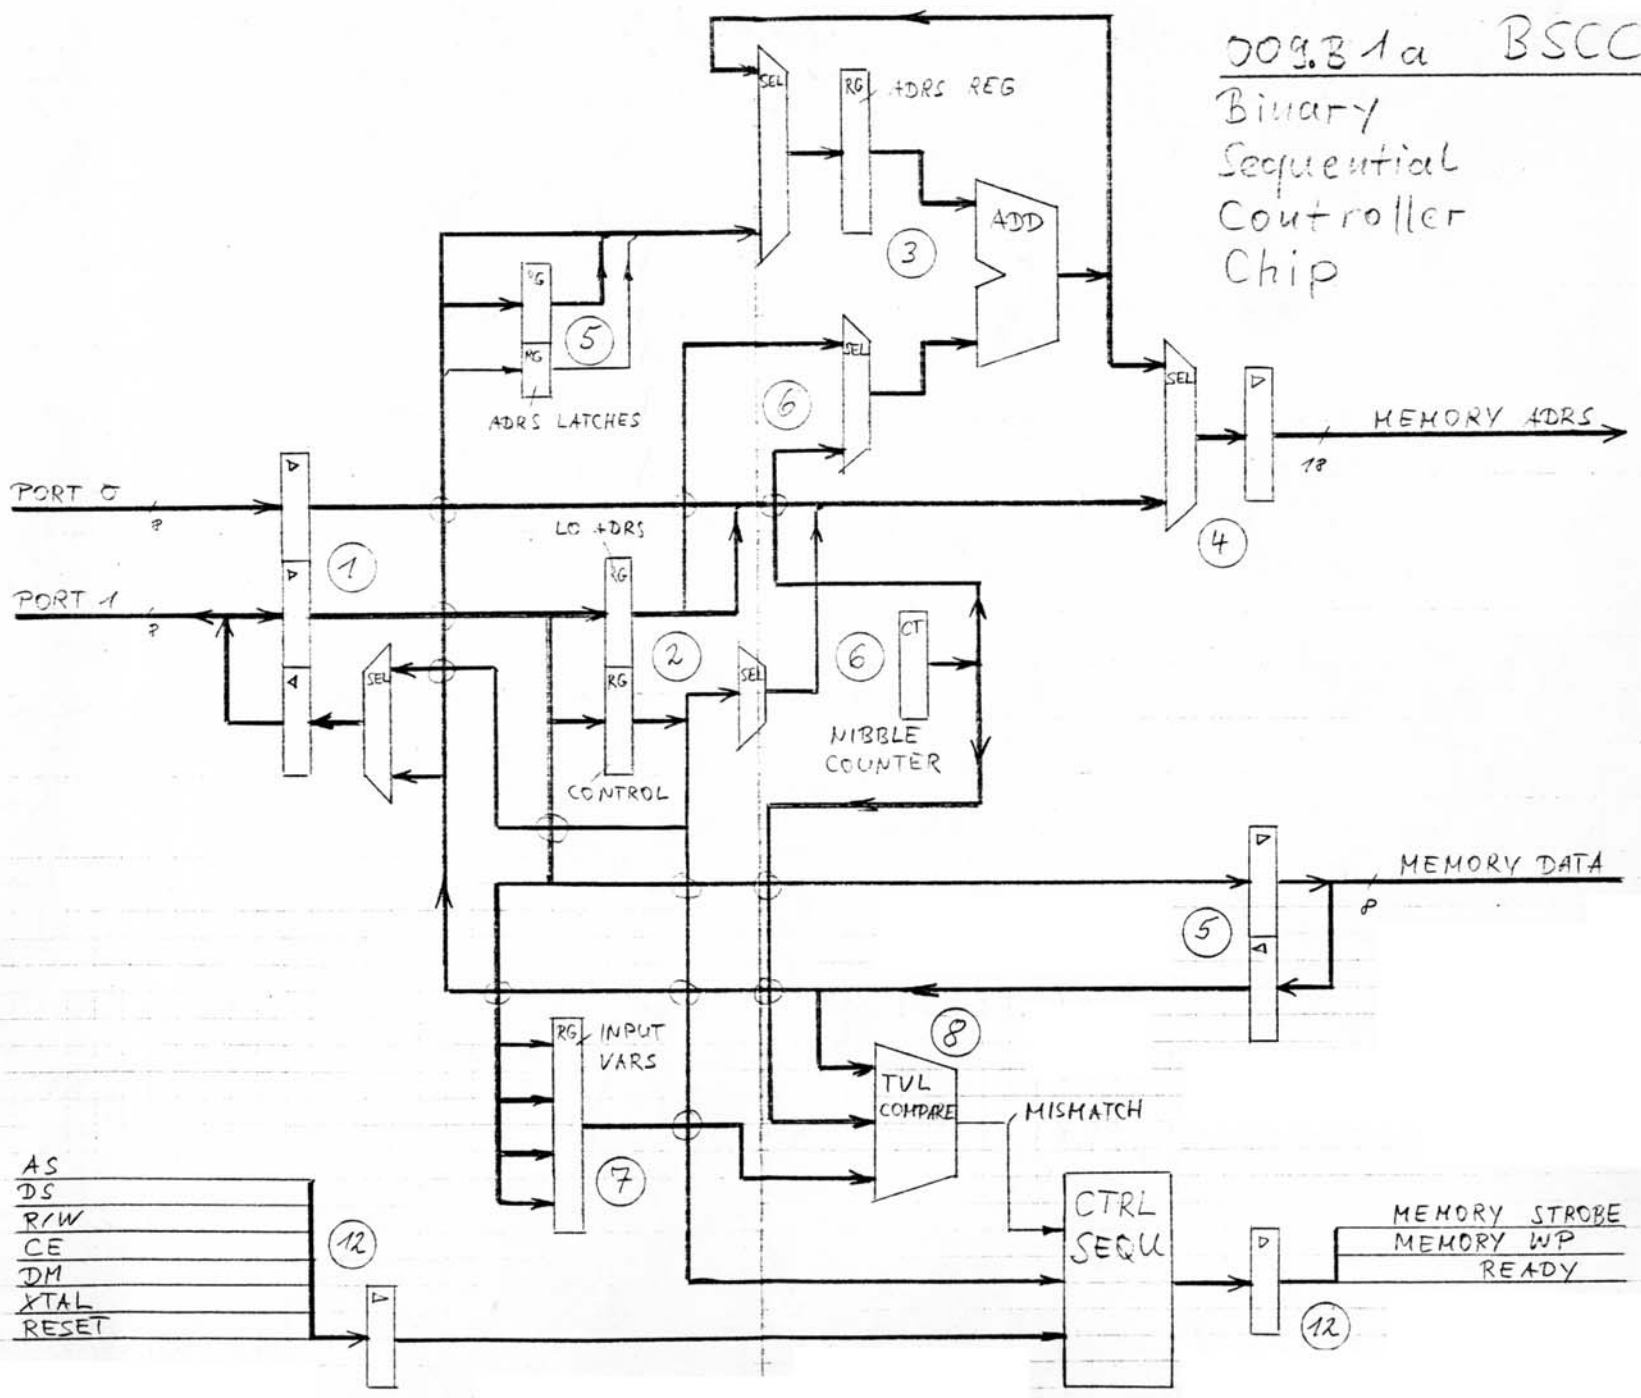 009.B1a BSCC
Binary
Sequential
Controller
Chip
SEL
RG
ADRS REG
ADD
3
RG
RG
5
ADRS LATCHES
SEL
6
SEL
MEMORY ADRS
18
4
PORT 0
8
1
PORT 1
8
LO ADRS
RG
2
RG
CONTROL
SEL
SEL
6
CT
NIBBLE
COUNTER
MEMORY DATA
8
5
8
RG
INPUT
VARS
7
TVL
COMPARE
MISMATCH
AS
DS
R/W
CE
DM
XTAL
RESET
12
CTRL
SEQU
MEMORY STROBE
MEMORY WP
READY
12